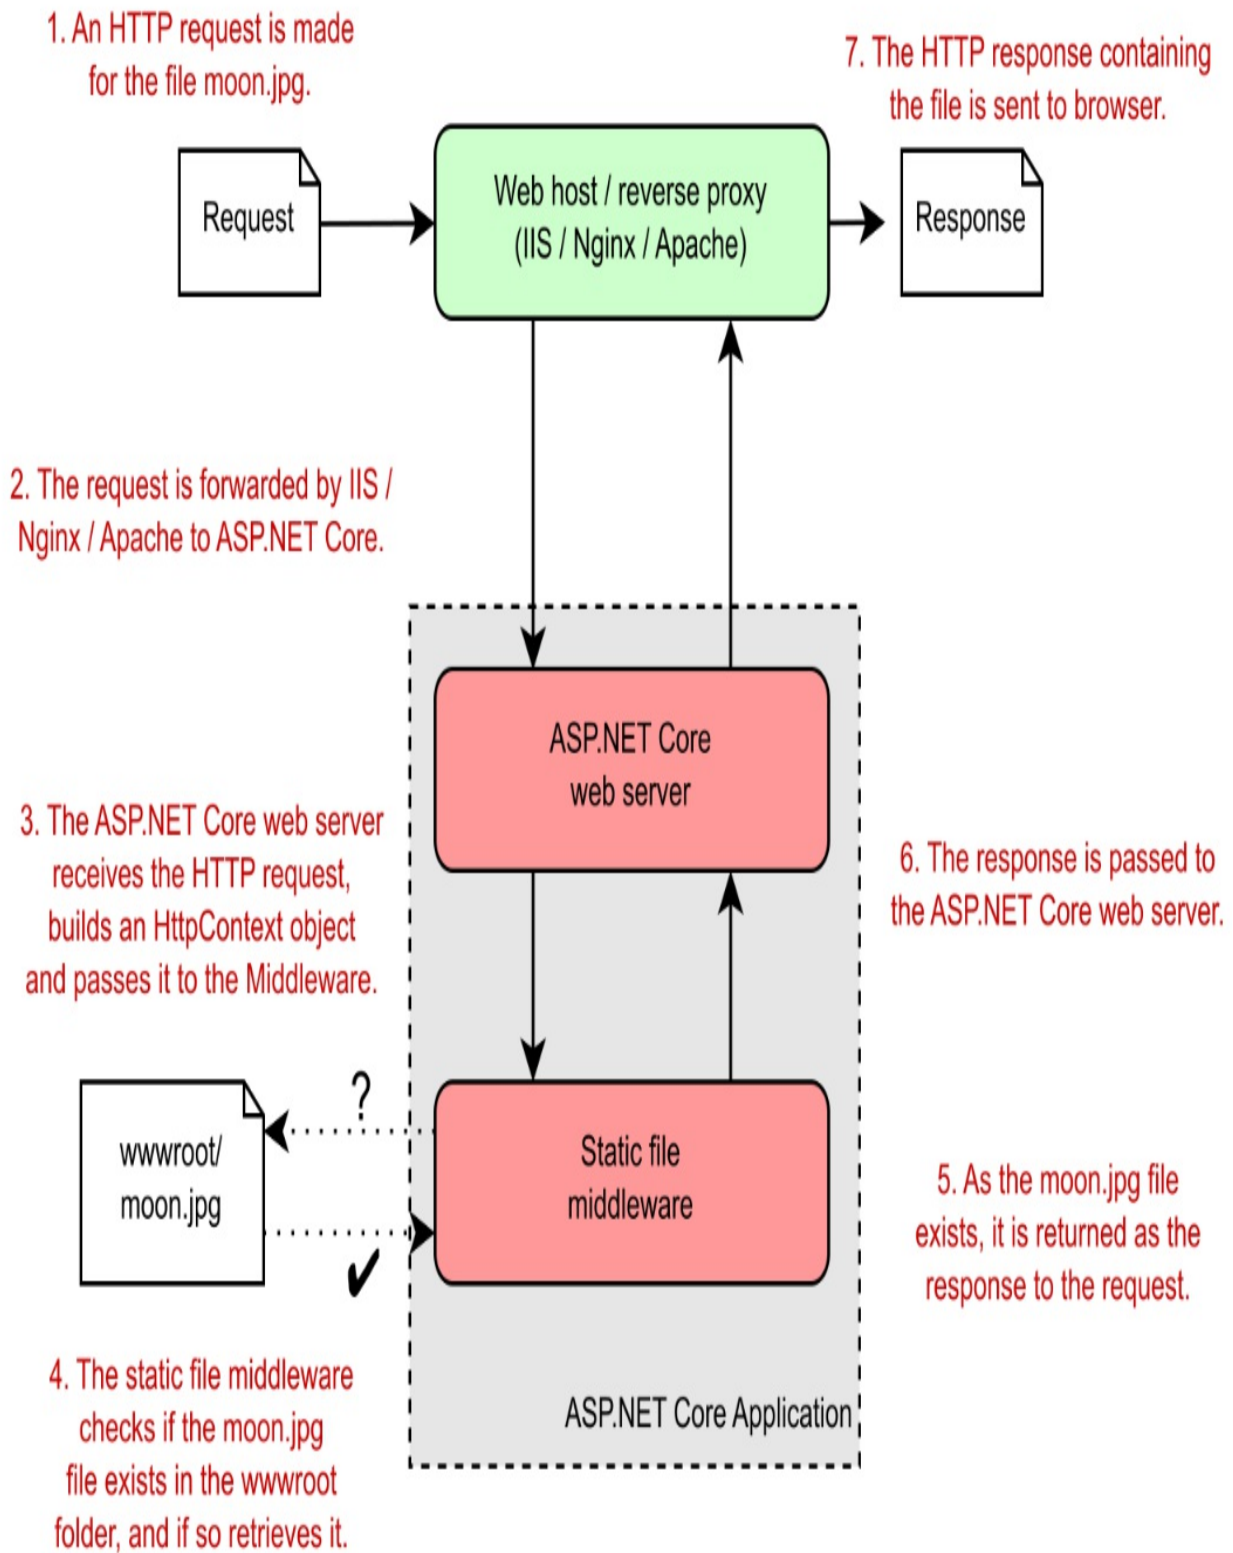 1. An HTTP request is made
for the file moon.jpg.
7. The HTTP response containing
the file is sent to browser.
Request
Web host / reverse proxy
(IIS / Nginx / Apache)
Response
2. The request is forwarded by IIS /
Nginx / Apache to ASP.NET Core.
ASP.NET Core
web server
3. The ASP.NET Core web server
receives the HTTP request,
builds an HttpContext object
and passes it to the Middleware.
6. The response is passed to
the ASP.NET Core web server.
?
wwwroot/
moon.jpg
Static file
middleware
5. As the moon.jpg file
exists, it is returned as the
response to the request.
4. The static file middleware
checks if the moon.jpg
file exists in the wwwroot
folder, and if so retrieves it.
ASP.NET Core Application